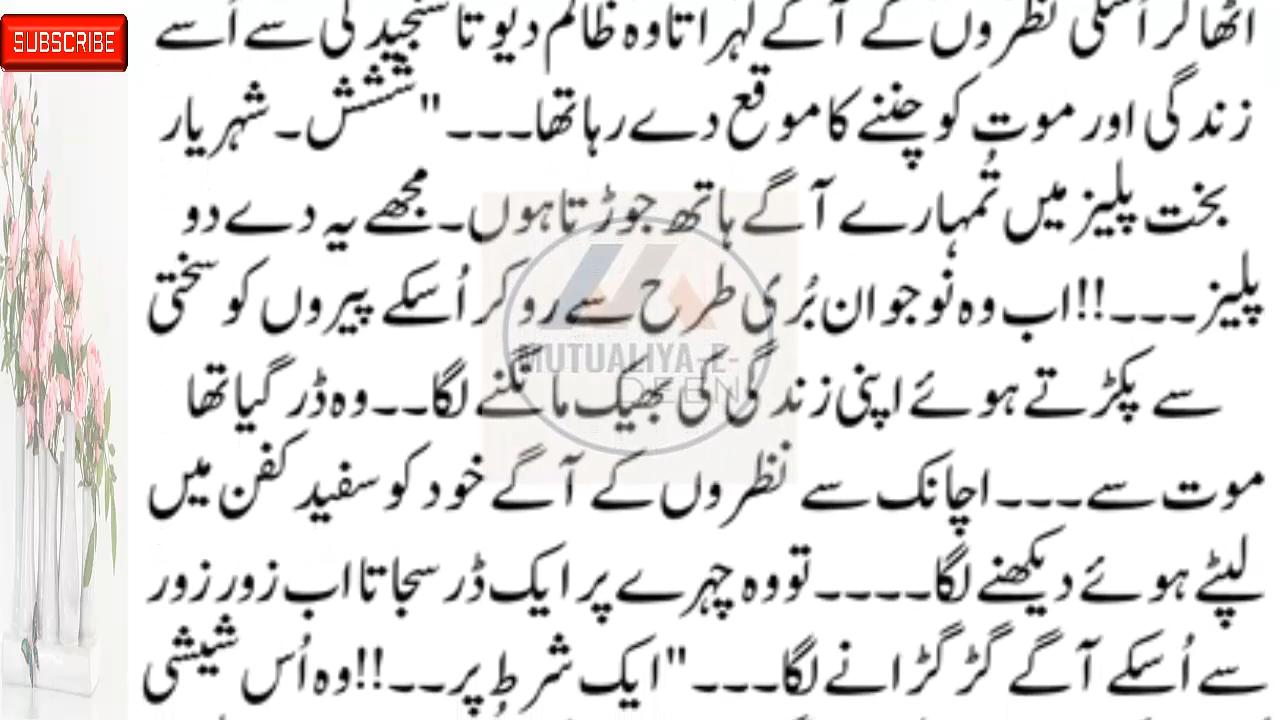 SUBSCRIBE
اٹھا کر اُسکی نظروں کے آگے لہراتا وہ ظالم دیوتا سنجیدگی سے اُسے
زندگی اور موت کو چننے کا موقع دے رہا تھا۔۔۔"شششش۔ شہریار
بخت پلیز میں تُمہارے آگے ہاتھ جوڑتا ہوں۔ مجھے یہ دے دو
پلیز۔۔۔!!اب وہ نوجوان بُری طرح سے رو کر اُسکے پیروں کو سختی
سے پکڑتے ہوئے اپنی زندگی کی بھیک مانگنے لگا۔۔وہ ڈر گیا تھا
موت سے۔۔۔اچانک سے نظروں کے آگے خود کو سفید کفن میں
لپٹے ہوئے دیکھنے لگا۔۔۔۔تو وہ چہرے پر ایک ڈر سجاتا اب زور زور
سے اُسکے آگے گڑگڑانے لگا۔۔۔"ایک شرط پر۔۔!!وہ اُس شیشی
MUTUALIYA-E-
DEEN